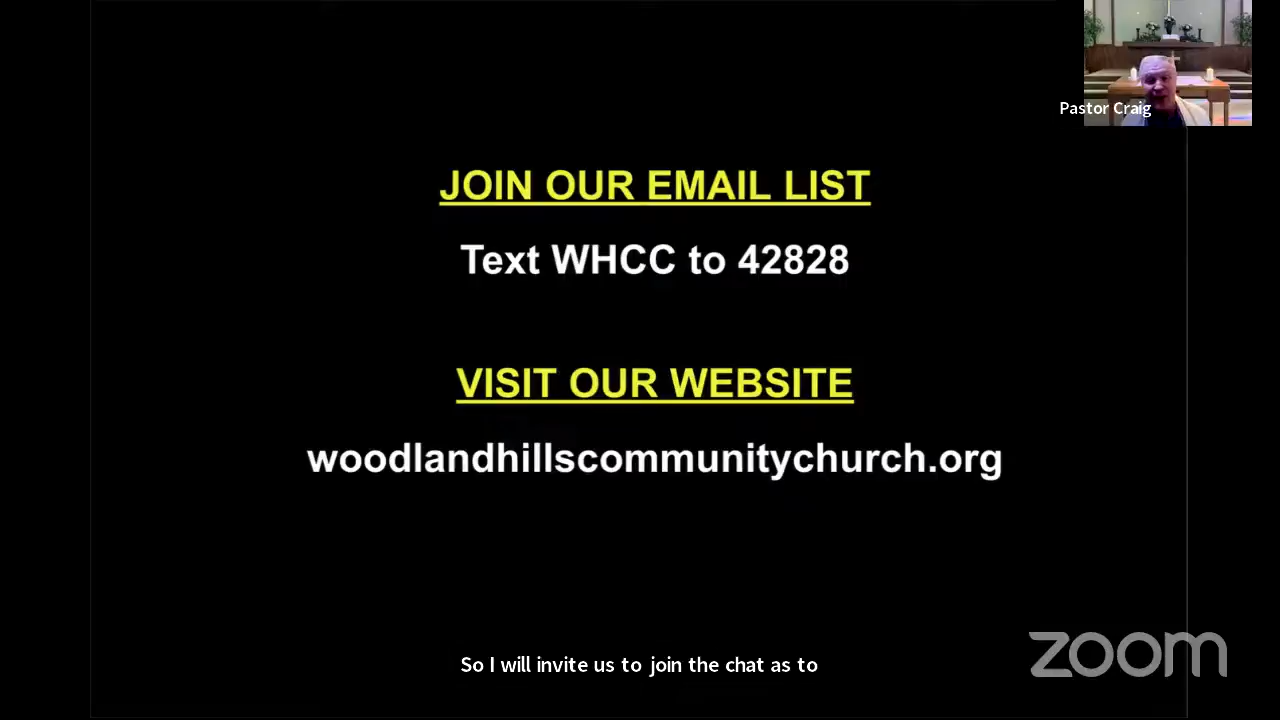 Pastor Craig
JOIN OUR EMAIL LIST
Text WHCC to 42828
VISIT OUR WEBSITE
woodlandhillscommunitychurch.org
So I will invite us to join the chat as to
zoom